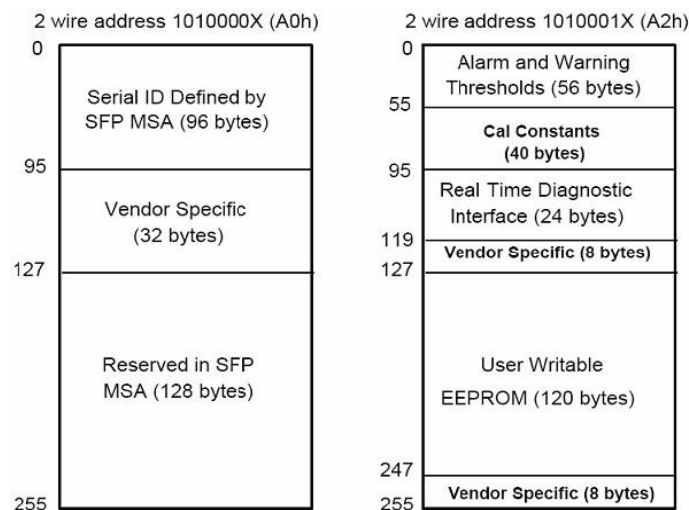 2 wire address 1010000X (A0h)
0
Serial ID Defined by
SFP MSA (96 bytes)
95
Vendor Specific
(32 bytes)
127
Reserved in SFP
MSA (128 bytes)
255
2 wire address 1010001X (A2h)
0
Alarm and Warning
Thresholds (56 bytes)
55
Cal Constants
(40 bytes)
95
Real Time Diagnostic
Interface (24 bytes)
119
Vendor Specific (8 bytes)
127
User Writable
EEPROM (120 bytes)
247
Vendor Specific (8 bytes)
255